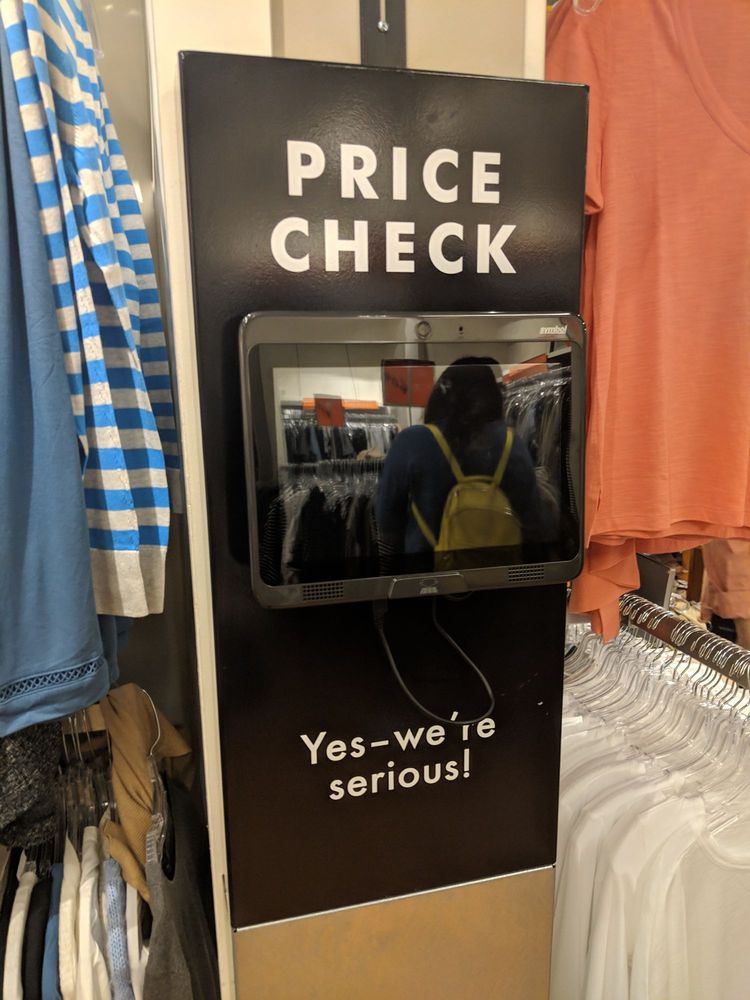 PRICE
CHECK
symbol
Yes–we're
serious!